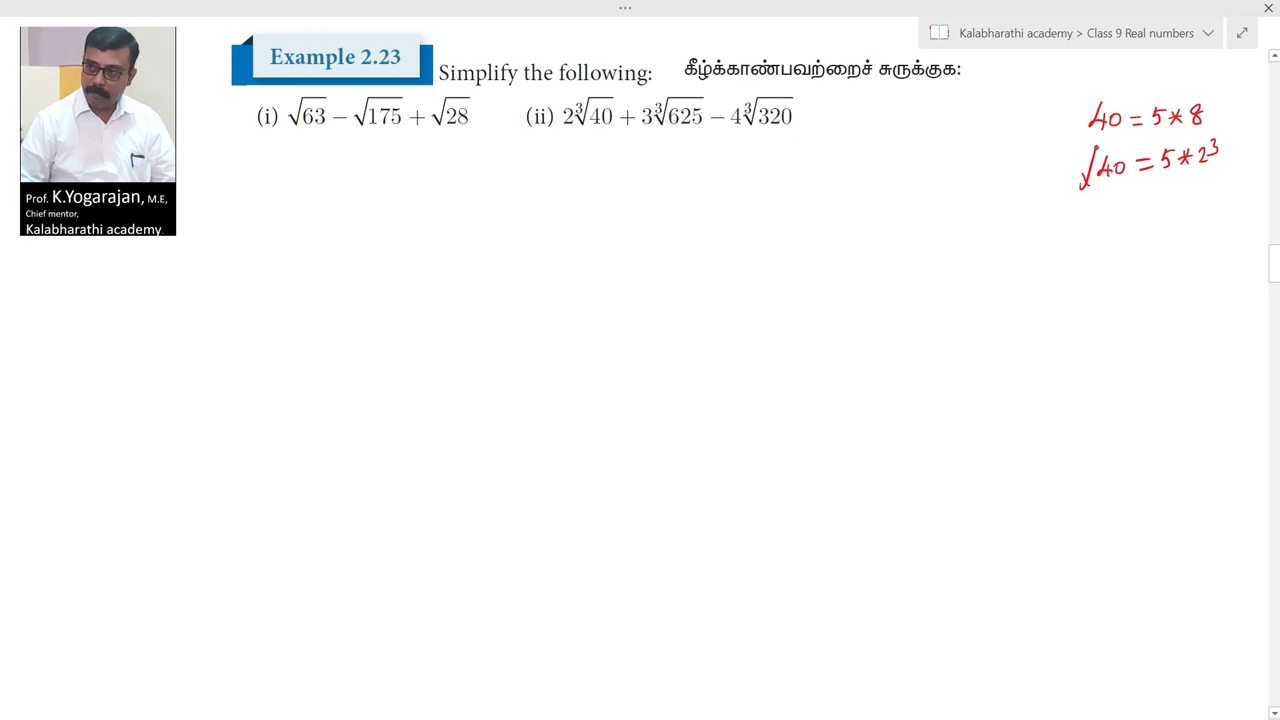 Kalabharathi academy > Class 9 Real numbers
Example 2.23
Simplify the following: கீழ்க்காண்பவற்றைச் சுருக்குக:
(i) √63 − √175 + √28 (ii) 2∛40 + 3∛625 − 4∛320
40 = 5 * 8
√40 = 5 * 2³
Prof. K.Yogarajan, M.E,
Chief mentor,
Kalabharathi academy.